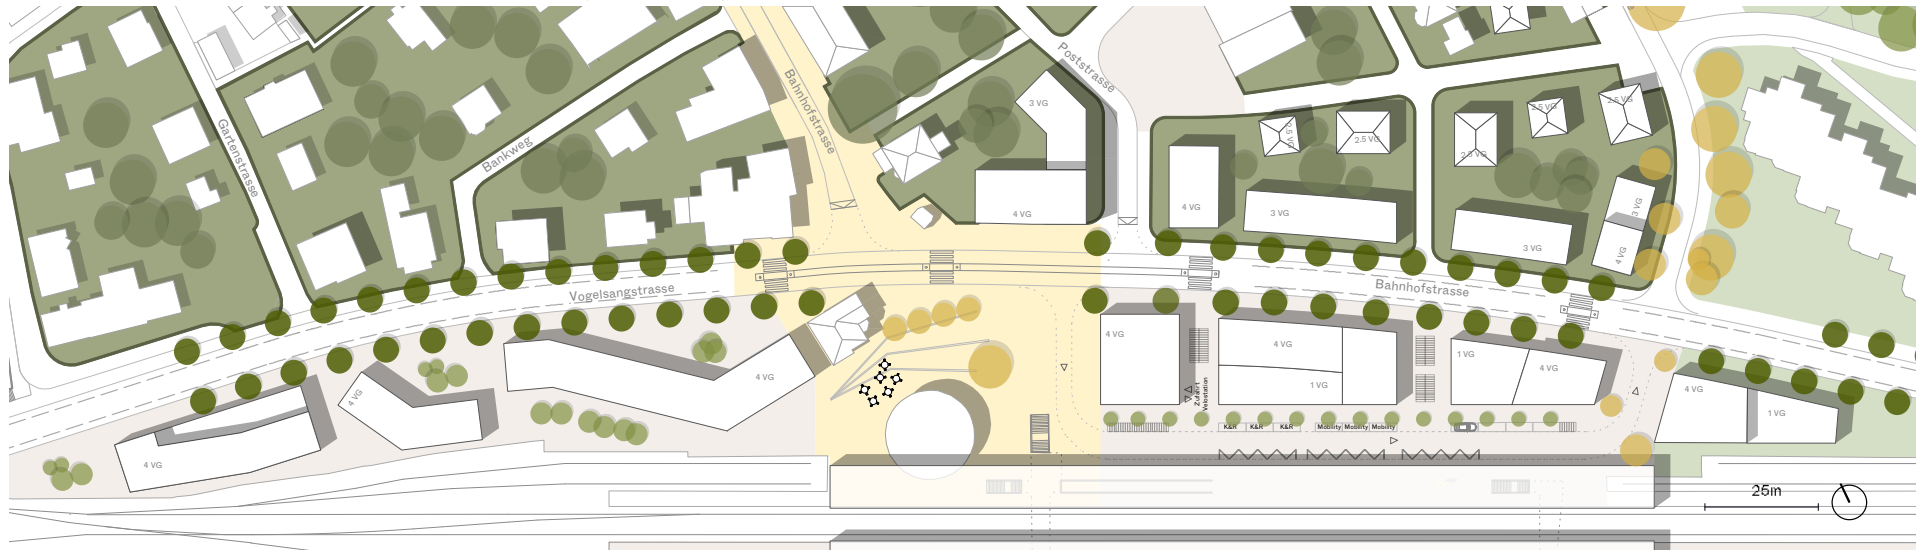 Poststrasse
Bahnhofstrasse
Gartenstrasse
Bankweg
3 VG
2.5 VG
2.5 VG
2.5 VG
2.5 VG
4 VG
4 VG
3 VG
3 VG
3 VG
4 VG
Vogelsangstrasse
Bahnhofstrasse
4 VG
4 VG
1 VG
1 VG
4 VG
4 VG
1 VG
4 VG
4 VG
4 VG
Zufahrt
Velostation
K&R
K&R
K&R
Mobility
Mobility
Mobility
25m